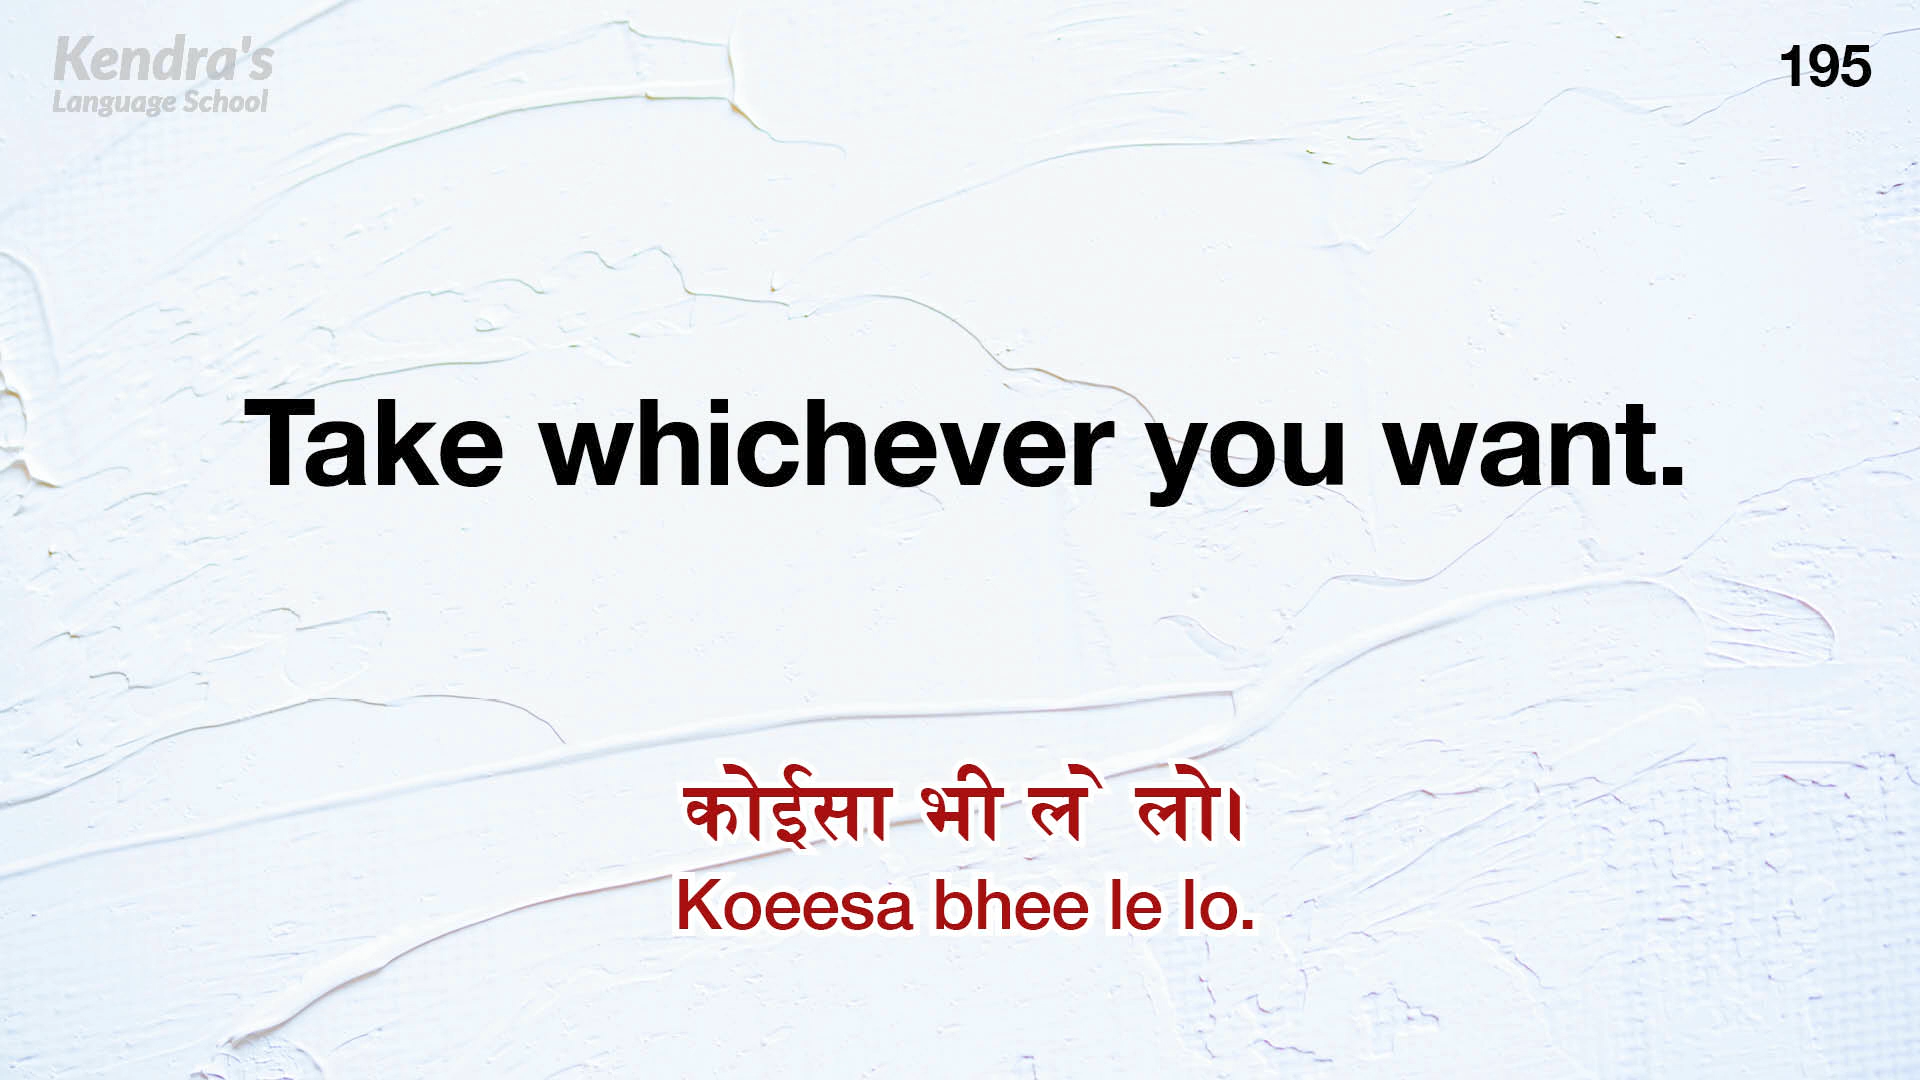 Kendra's
Language School
195
Take whichever you want.
कोईसा भी ले लो।
Koeesa bhee le lo.